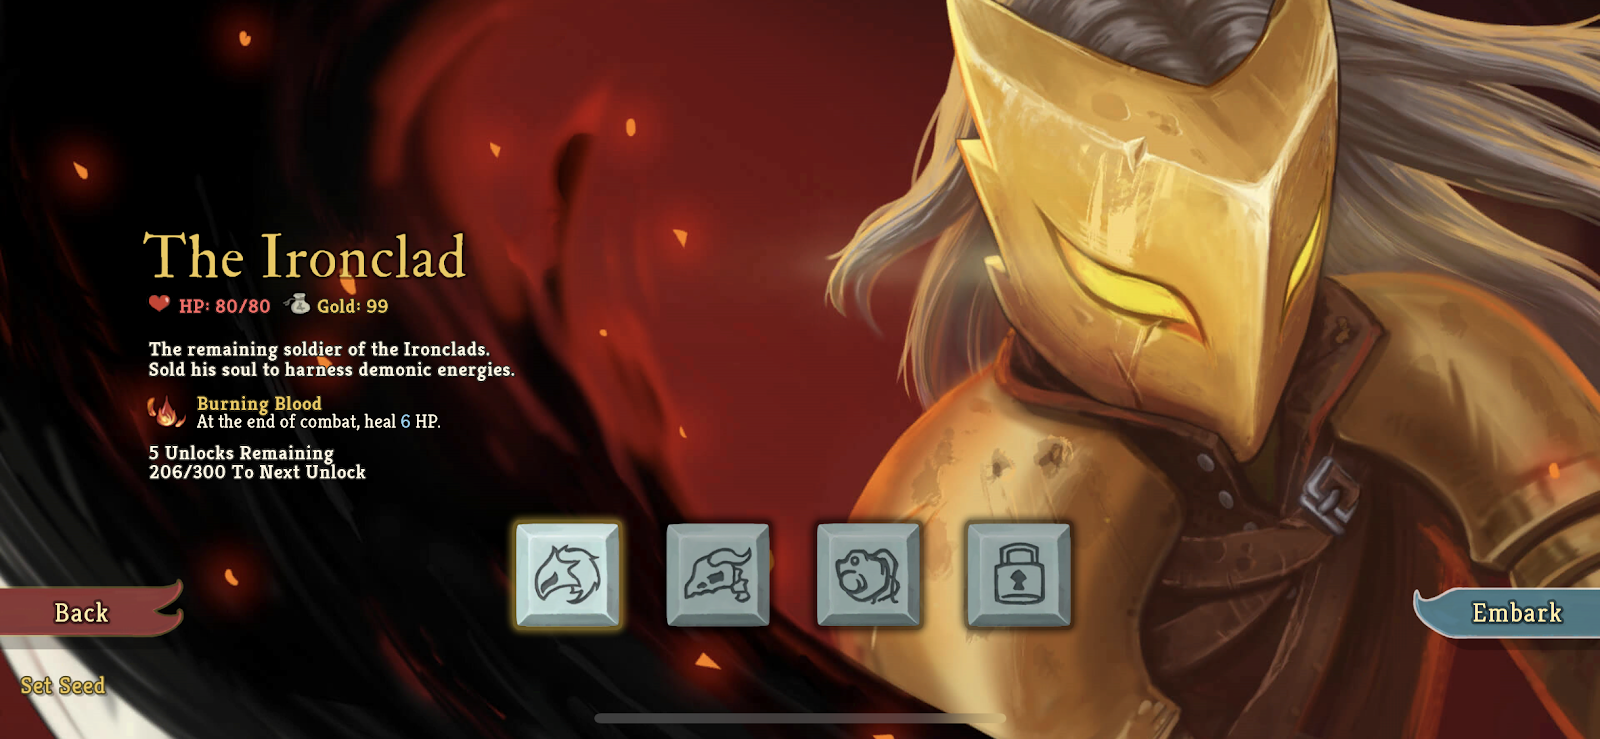 The Ironclad
HP: 80/80 Gold: 99
The remaining soldier of the Ironclads.
Sold his soul to harness demonic energies.
Burning Blood
At the end of combat, heal 6 HP.
5 Unlocks Remaining
206/300 To Next Unlock
Back
Embark
Set Seed